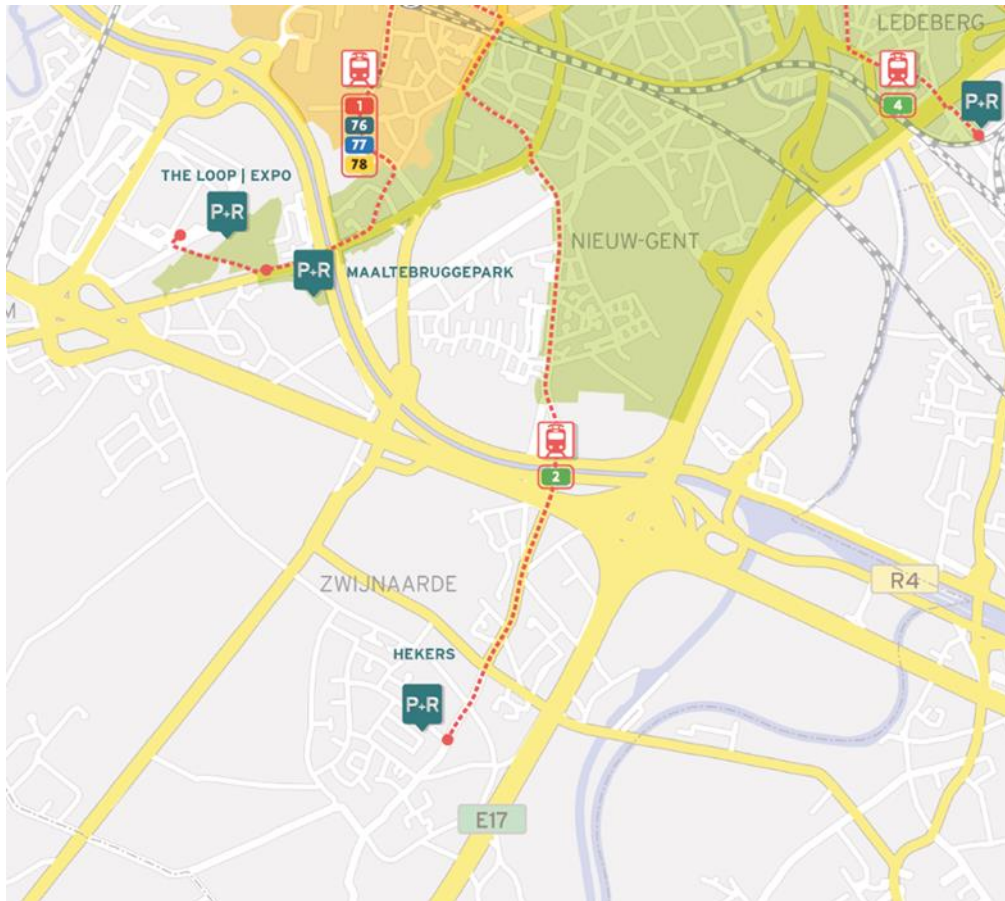 LEDEBERG
1
76
77
78
4
P+R
THE LOOP | EXPO
P+R
NIEUW-GENT
P+R
MAALTEBRUGGEPARK
M
2
R4
ZWIJNAARDE
HEKERS
P+R
E17